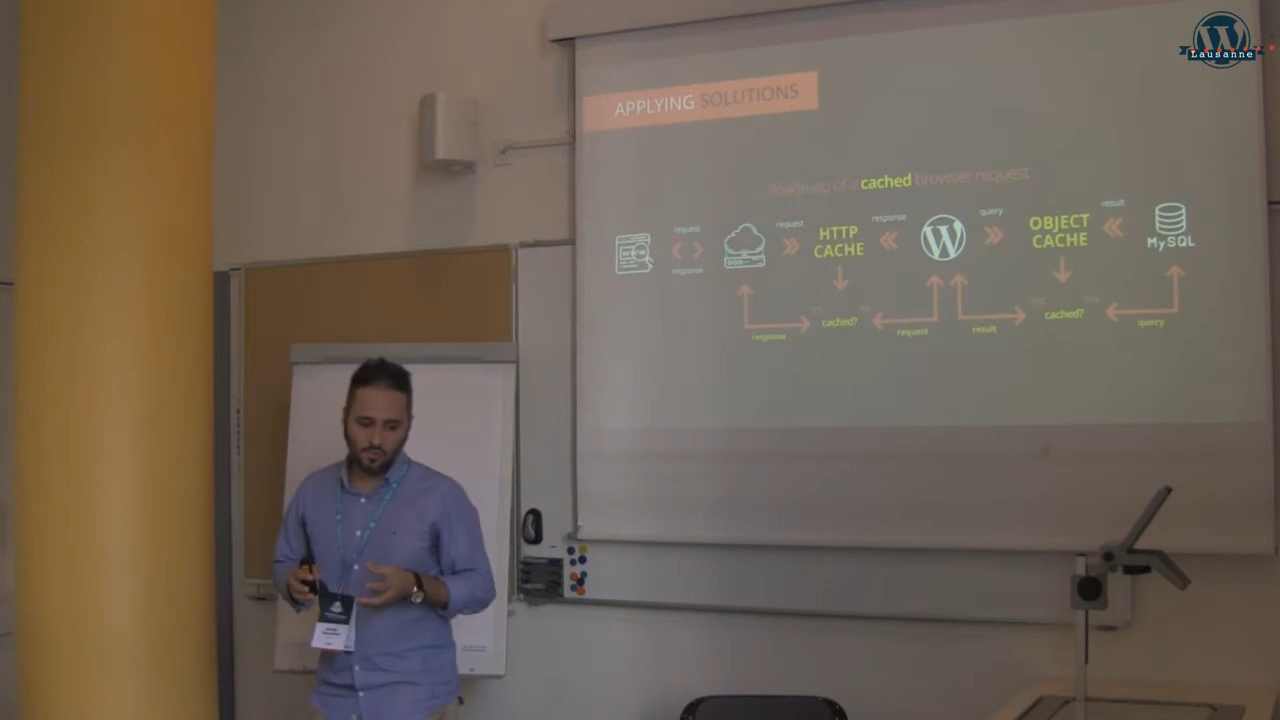 Lausanne
APPLYING SOLUTIONS
Roadmap of a cached browser request
request
response
request
HTTP CACHE
response
query
OBJECT CACHE
result
MySQL
cached?
cached?
response
request
result
query